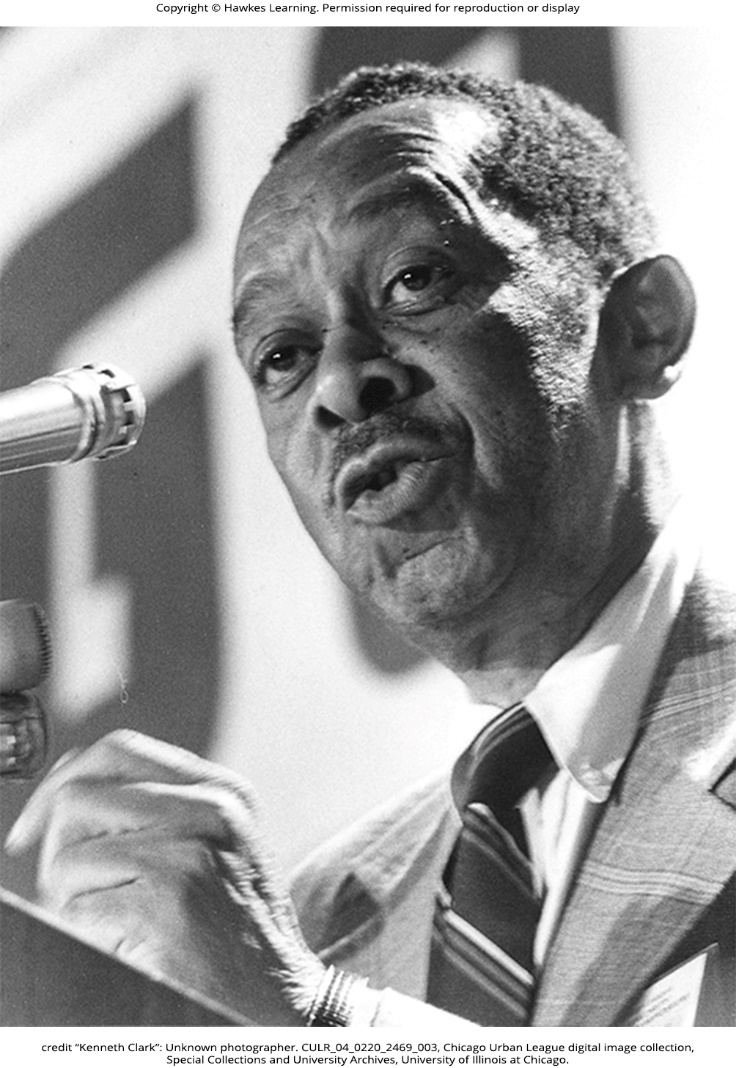 Copyright © Hawkes Learning. Permission required for reproduction or display
credit “Kenneth Clark”: Unknown photographer. CULR_04_0220_2469_003, Chicago Urban League digital image collection,
Special Collections and University Archives, University of Illinois at Chicago.